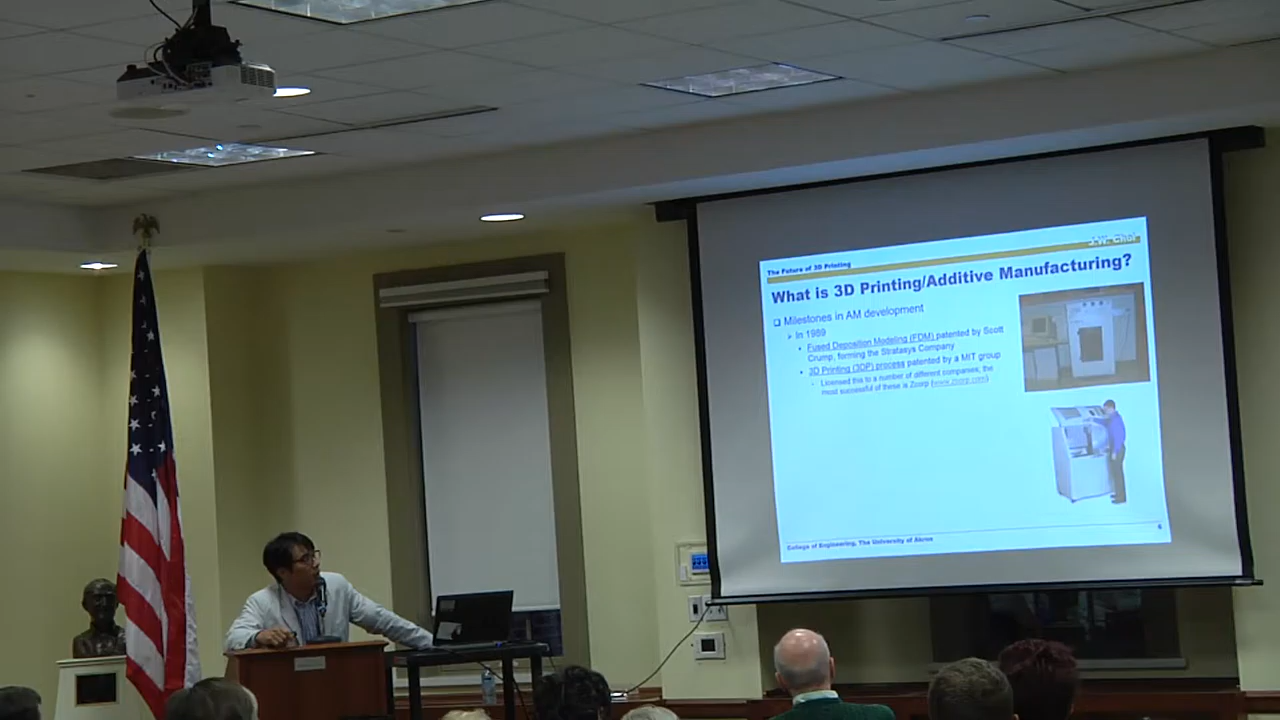 The Future of 3D Printing
J.W. Choi
What is 3D Printing/Additive Manufacturing?
Milestones in AM development
In 1989
Fused Deposition Modeling (FDM) patented by Scott
Crump, forming the Stratasys Company
3D Printing (3DP) process patented by a MIT group
Licensed this to a number of different companies; the
most successful of these is Zcorp (www.zcorp.com)
College of Engineering, The University of Akron
6